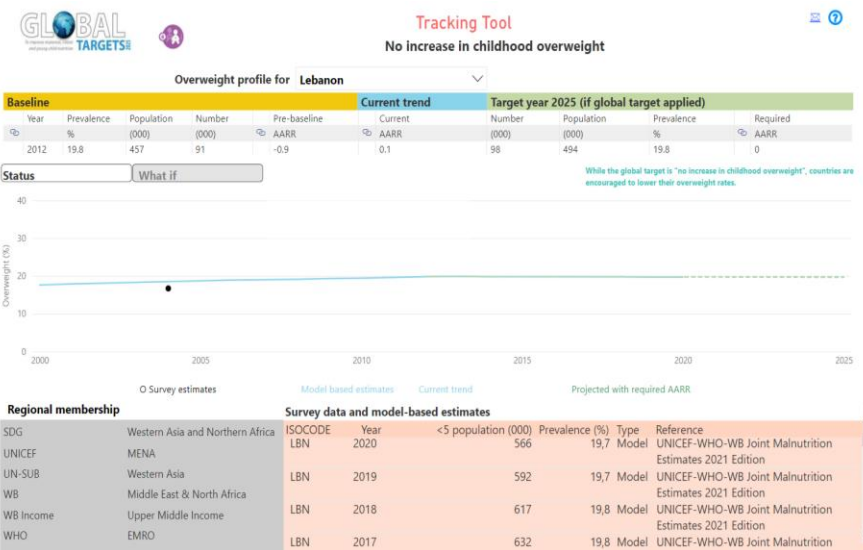 GLOBAL
TARGETS
Tracking Tool
No increase in childhood overweight
?
Overweight profile for Lebanon
Baseline Current trend Target year 2025 (if global target applied)
Year Prevalence Population Number Pre-baseline Current Number Population Prevalence Required
% (000) (000) AARR AARR (000) (000) % AARR
2012 19.8 457 91 -0.9 0.1 98 494 19.8 0
Status What if
While the global target is "no increase in childhood overweight", countries are
encouraged to lower their overweight rates.
40
30
20
10
0
Overweight (%)
2000 2005 2010 2015 2020 2025
O Survey estimates Model based estimates Current trend Projected with required AARR
Regional membership
SDG Western Asia and Northern Africa
UNICEF MENA
UN-SUB Western Asia
WB Middle East & North Africa
WB Income Upper Middle Income
WHO EMRO
Survey data and model-based estimates
ISOCODE Year <5 population (000) Prevalence (%) Type Reference
LBN 2020 566 19,7 Model UNICEF-WHO-WB Joint Malnutrition
Estimates 2021 Edition
LBN 2019 592 19,7 Model UNICEF-WHO-WB Joint Malnutrition
Estimates 2021 Edition
LBN 2018 617 19,8 Model UNICEF-WHO-WB Joint Malnutrition
Estimates 2021 Edition
LBN 2017 632 19,8 Model UNICEF-WHO-WB Joint Malnutrition